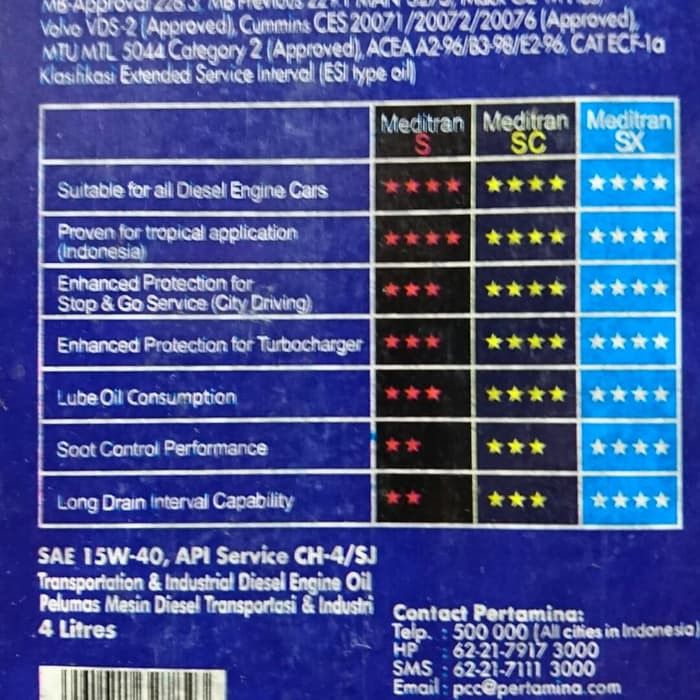 MB-Approval 228.3,
Volvo VDS-2 (Approved), Cummins CES 20071/20072/20076 (Approved),
MTU MTL 5044 Category 2 (Approved), ACEA A2-96/B3-98/E2-96, CAT ECF-1a
Klasifikasi Extended Service Interval (ESI type oil)
Meditran S Meditran SC Meditran SX
Suitable for all Diesel Engine Cars ★★★★ ★★★★ ★★★★
Proven for tropical application
(Indonesia) ★★★★ ★★★★ ★★★★
Enhanced Protection for
Stop & Go Service (City Driving) ★★★ ★★★★ ★★★★
Enhanced Protection for Turbocharger ★★★ ★★★★ ★★★★
Lube Oil Consumption ★★★ ★★★★ ★★★★
Soot Control Performance ★★ ★★★ ★★★★
Long Drain Interval Capability ★★ ★★★ ★★★★
SAE 15W-40, API Service CH-4/SJ
Transportation & Industrial Diesel Engine Oil
Pelumas Mesin Diesel Transportasi & Industri
4 Litres
Contact Pertamina:
Telp. : 500 000 (All cities in Indonesia)
HP : 62-21-7917 3000
SMS : 62-21-7111 3000
Email : pcc@pertamina.com